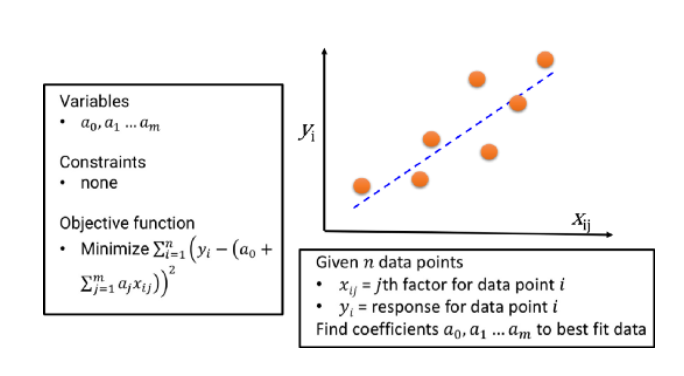 Variables
• a₀, a₁ … aₘ
Constraints
• none
Objective function
• Minimize ∑ⁿᵢ₌₁ (yᵢ − (a₀ +
∑ᵐⱼ₌₁ aⱼxᵢⱼ))²
yᵢ
xᵢⱼ
Given n data points
• xᵢⱼ = jth factor for data point i
• yᵢ = response for data point i
Find coefficients a₀, a₁ … aₘ to best fit data